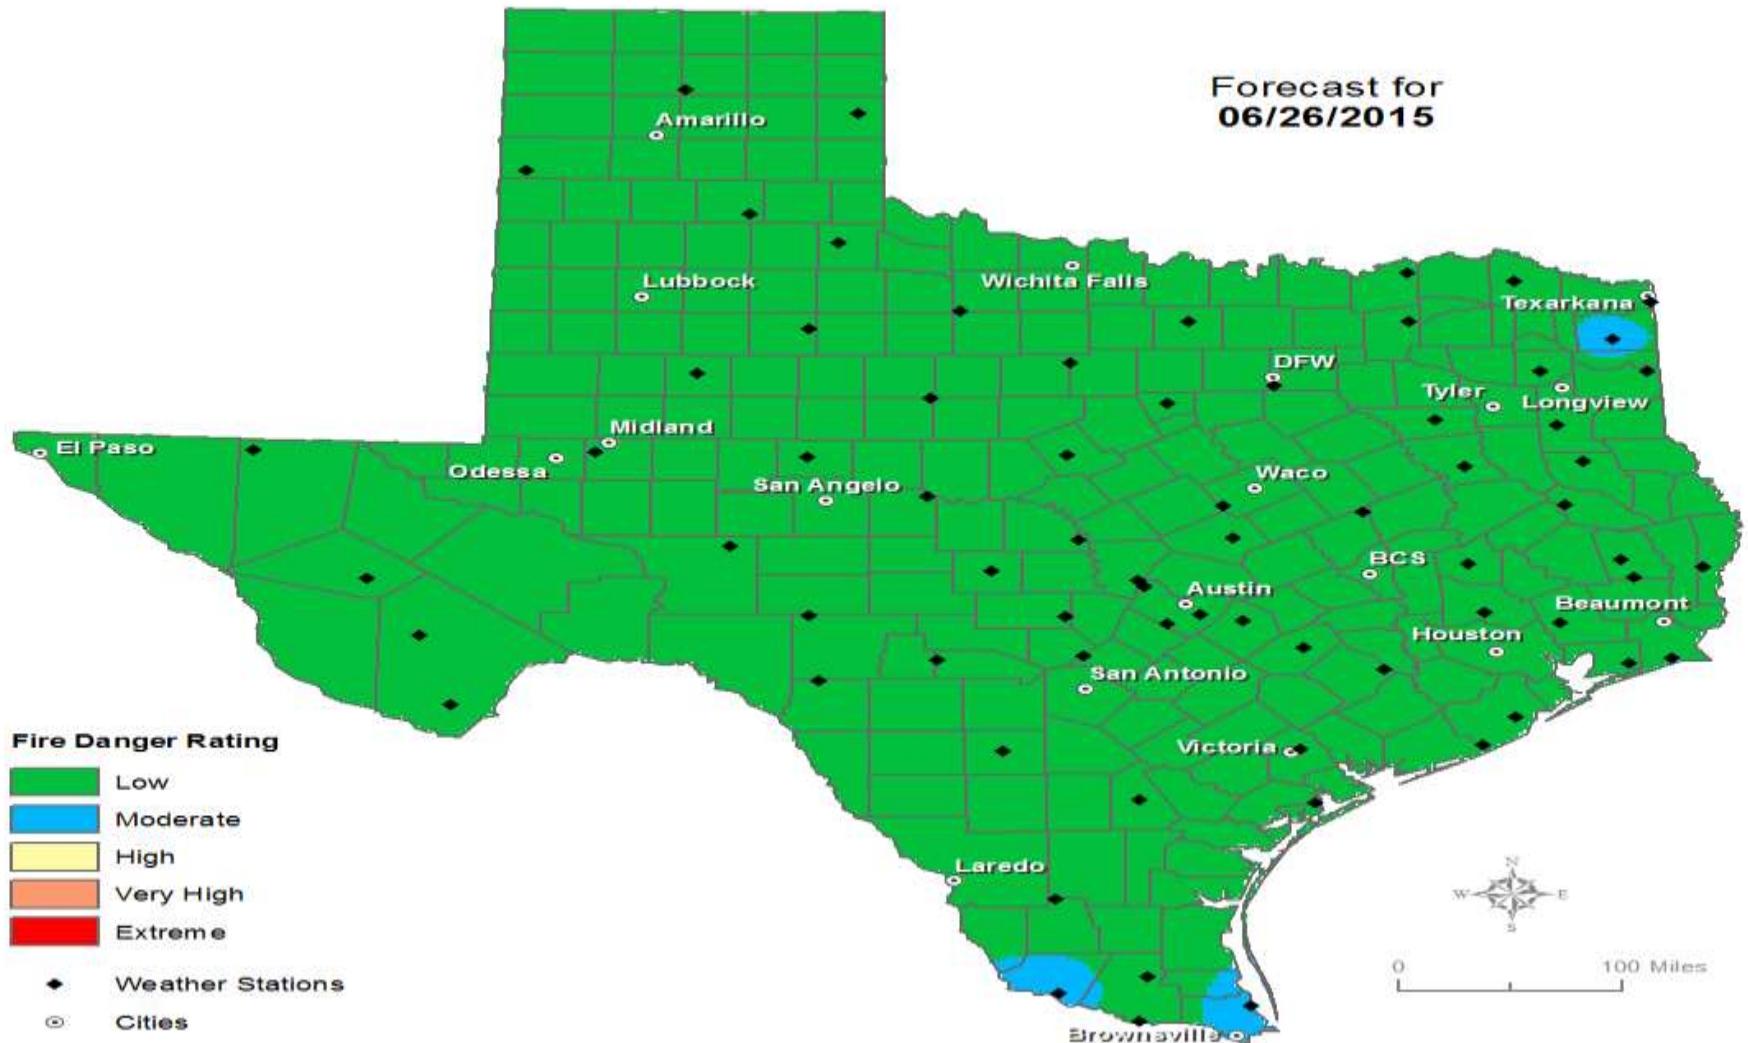 Forecast for
06/26/2015
Amarillo
Lubbock
Wichita Falls
Texarkana
DFW
Tyler
Longview
Midland
El Paso
Odessa
San Angelo
Waco
BCS
Austin
Beaumont
Houston
San Antonio
Victoria
Laredo
Brownsville
Fire Danger Rating
Low
Moderate
High
Very High
Extreme
Weather Stations
Cities
N
W E
S
0 100 Miles